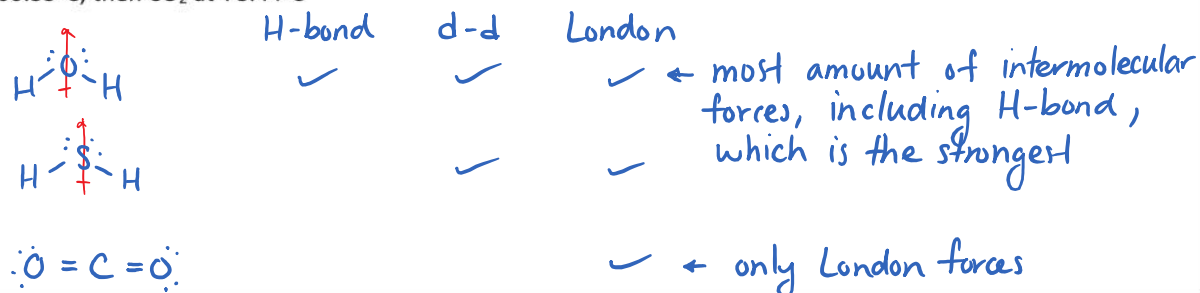 H-bond d-d London
H O H ✓ ✓ ✓ ← most amount of intermolecular
forces, including H-bond,
which is the strongest
H S H ✓ ✓
O = C = O ✓ ← only London forces